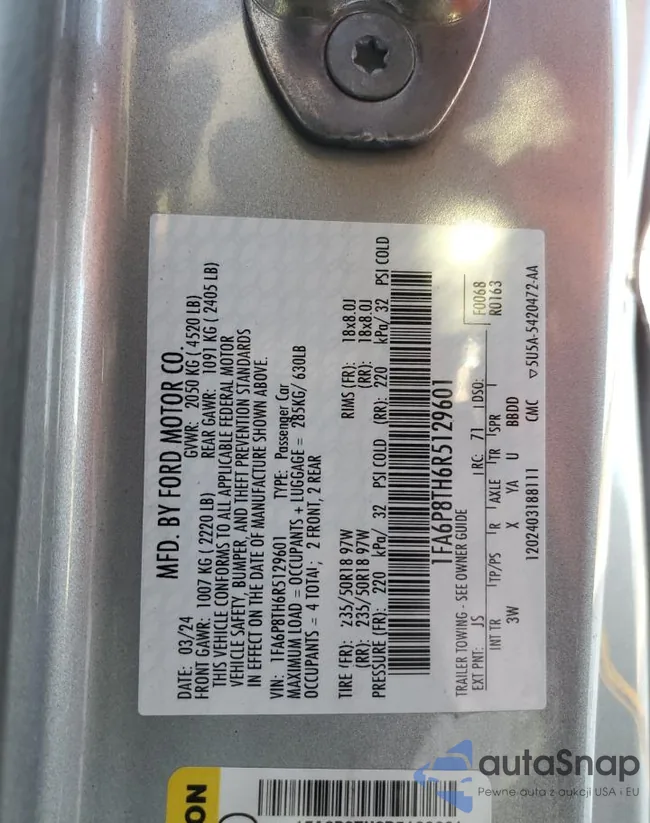 MFD. BY FORD MOTOR CO.
DATE: 03/24 GVWR: 2050 KG ( 4520 LB)
FRONT GAWR: 1007 KG ( 2220 LB) REAR GAWR: 1091 KG ( 2405 LB)
THIS VEHICLE CONFORMS TO ALL APPLICABLE FEDERAL MOTOR
VEHICLE SAFETY, BUMPER, AND THEFT PREVENTION STANDARDS
IN EFFECT ON THE DATE OF MANUFACTURE SHOWN ABOVE.
VIN: 1FA6P8TH6R5129601 TYPE: Passenger Car
MAXIMUM LOAD = OCCUPANTS + LUGGAGE = 285KG/ 630LB
OCCUPANTS = 4 TOTAL; 2 FRONT, 2 REAR
TIRE (FR): 235/50R18 97W RIMS (FR): 18x8.0J
(RR): 235/50R18 97W (RR): 18x8.0J
PRESSURE (FR): 220 kPa/ 32 PSI COLD (RR): 220 kPa/ 32 PSI COLD
1FA6P8TH6R5129601
TRAILER TOWING - SEE OWNER GUIDE
F0068
EXT PNT: JS RC: 71 DSO: R0163
INT TR TP/PS R AXLE TR SPR
3W X YA U BBDD
1202403188111 CMC ▽5U5A-5420472-AA
autaSnap
Pewne auta z aukcji USA i EU